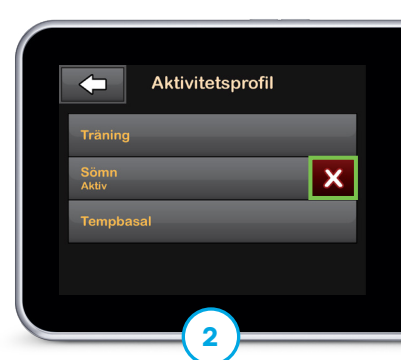 Aktivitetsprofil
Träning
Sömn
Aktiv
Tempbasal
2